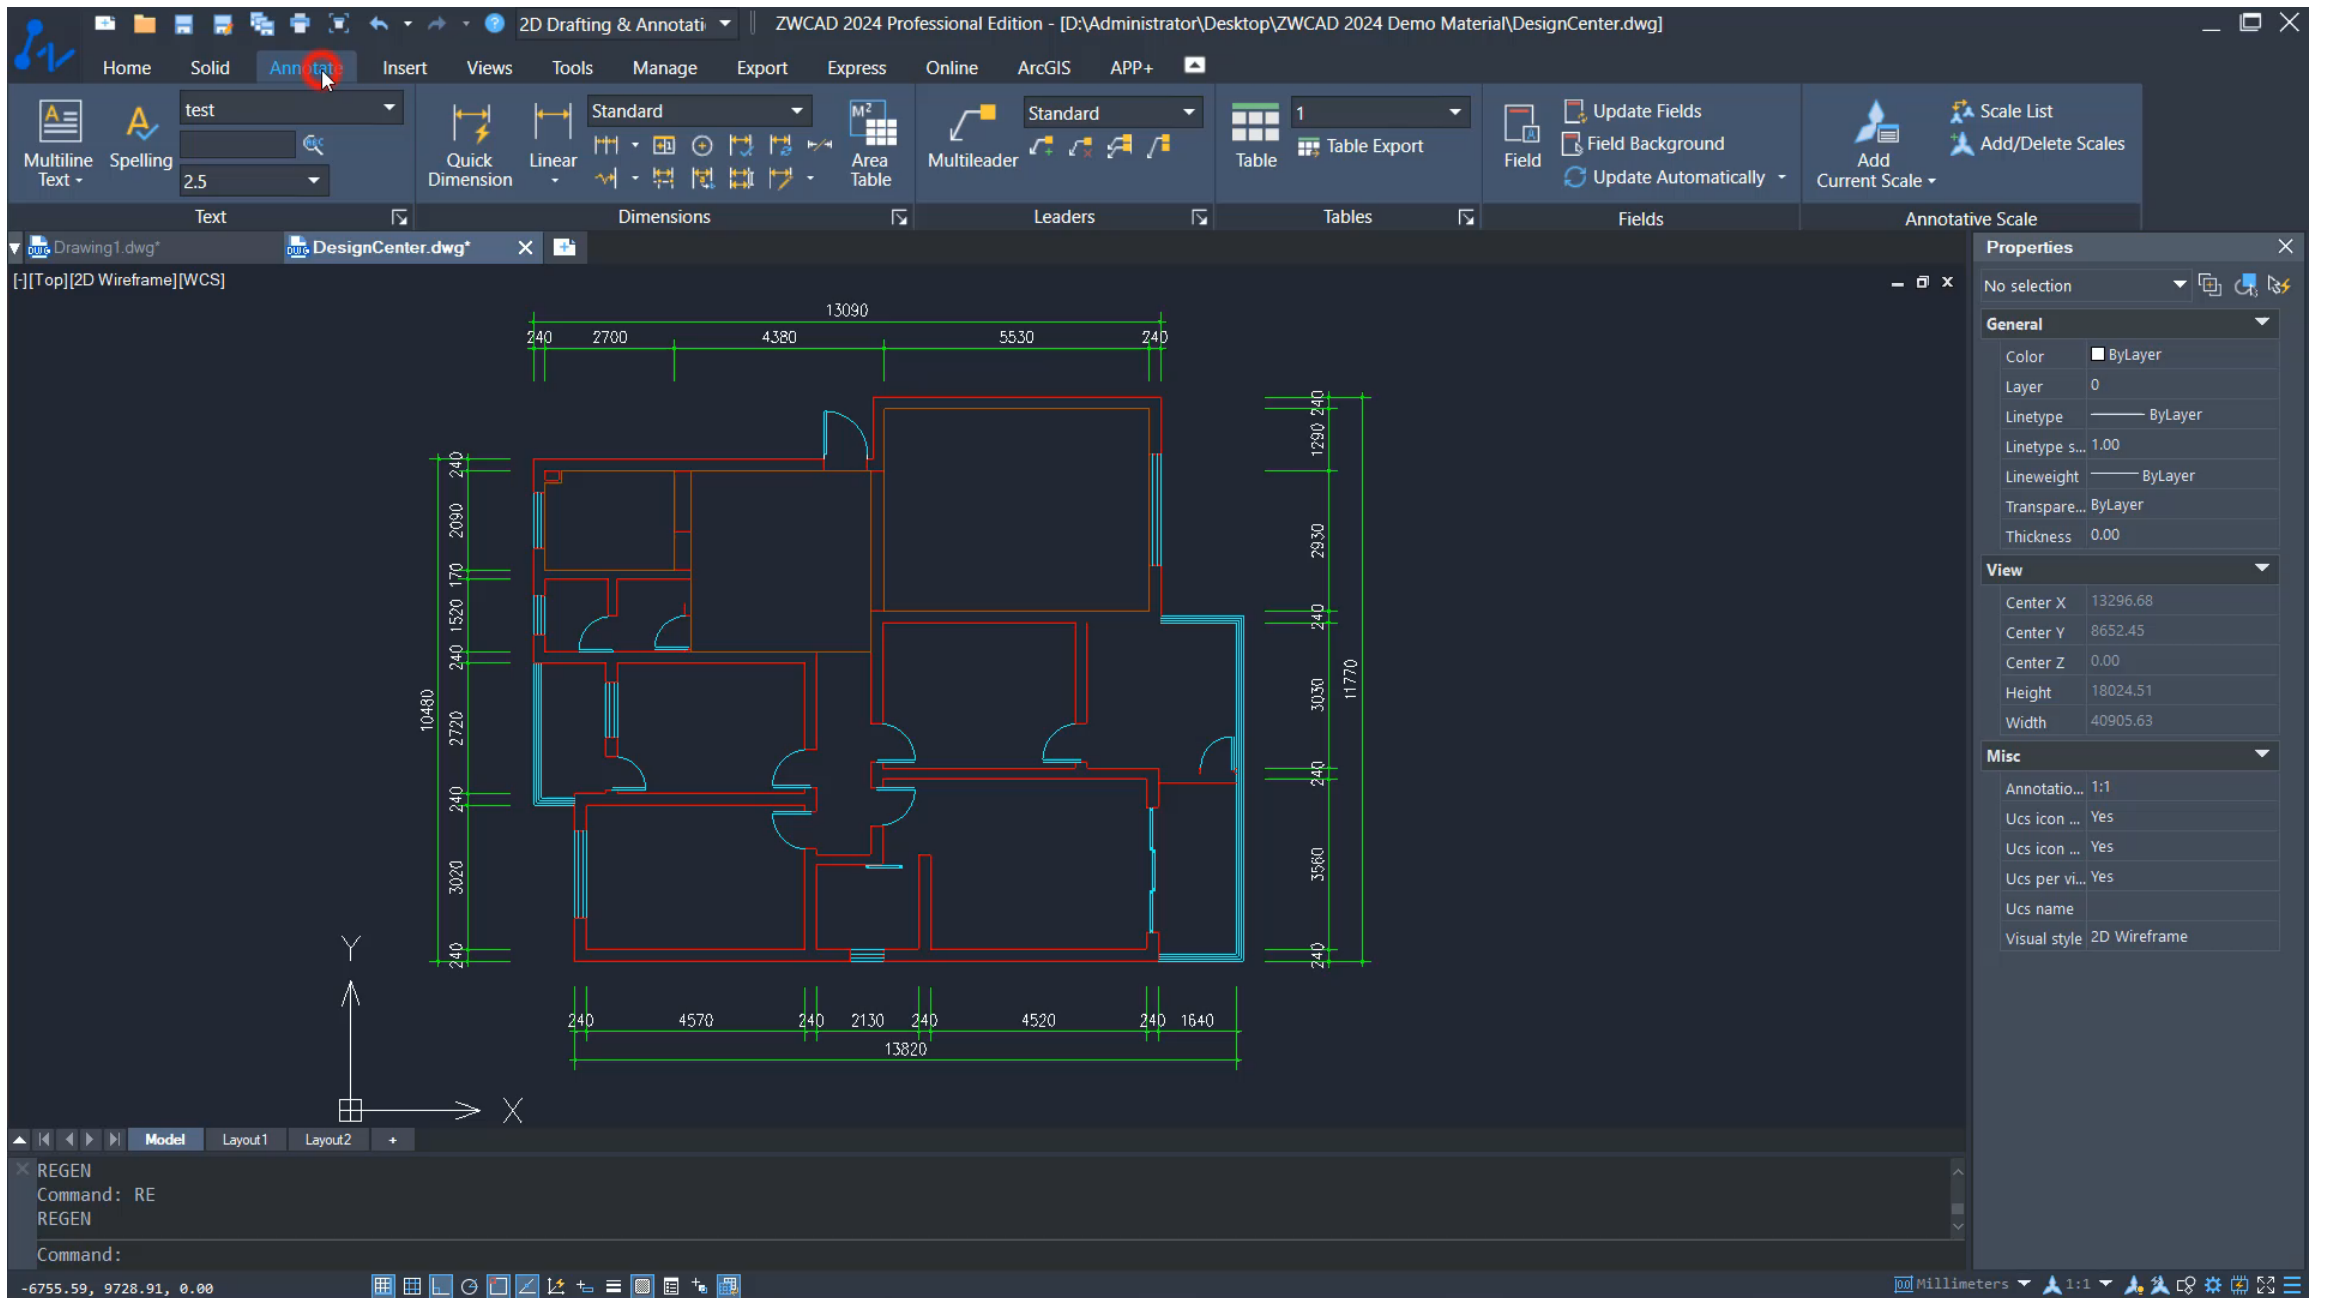 2D Drafting & Annotati
ZWCAD 2024 Professional Edition - [D:\Administrator\Desktop\ZWCAD 2024 Demo Material\DesignCenter.dwg]
Home Solid Annotate Insert Views Tools Manage Export Express Online ArcGIS APP+
test
Standard
Standard
1
Update Fields
Scale List
Table Export
Field Background
Add/Delete Scales
Multiline
Text
Spelling
2.5
Quick
Dimension
Linear
Area
Table
Multileader
Table
Field
Update Automatically
Add
Current Scale
Text
Dimensions
Leaders
Tables
Fields
Annotative Scale
Drawing1.dwg*
DesignCenter.dwg*
[-][Top][2D Wireframe][WCS]
13090
240 2700 4380 5530 240
240
2090
170
1520
240
2720
240
3020
240
10480
240
1290
2930
240
3030
240
3560
240
11770
240 4570 240 2130 240 4520 240 1640
13820
Y
X
Properties
No selection
General
Color ByLayer
Layer 0
Linetype ByLayer
Linetype s... 1.00
Lineweight ByLayer
Transpare... ByLayer
Thickness 0.00
View
Center X 13296.68
Center Y 8652.45
Center Z 0.00
Height 18024.51
Width 40905.63
Misc
Annotatio... 1:1
Ucs icon ... Yes
Ucs icon ... Yes
Ucs per vi... Yes
Ucs name
Visual style 2D Wireframe
Model Layout1 Layout2 +
REGEN
Command: RE
REGEN
Command:
-6755.59, 9728.91, 0.00
Millimeters 1:1